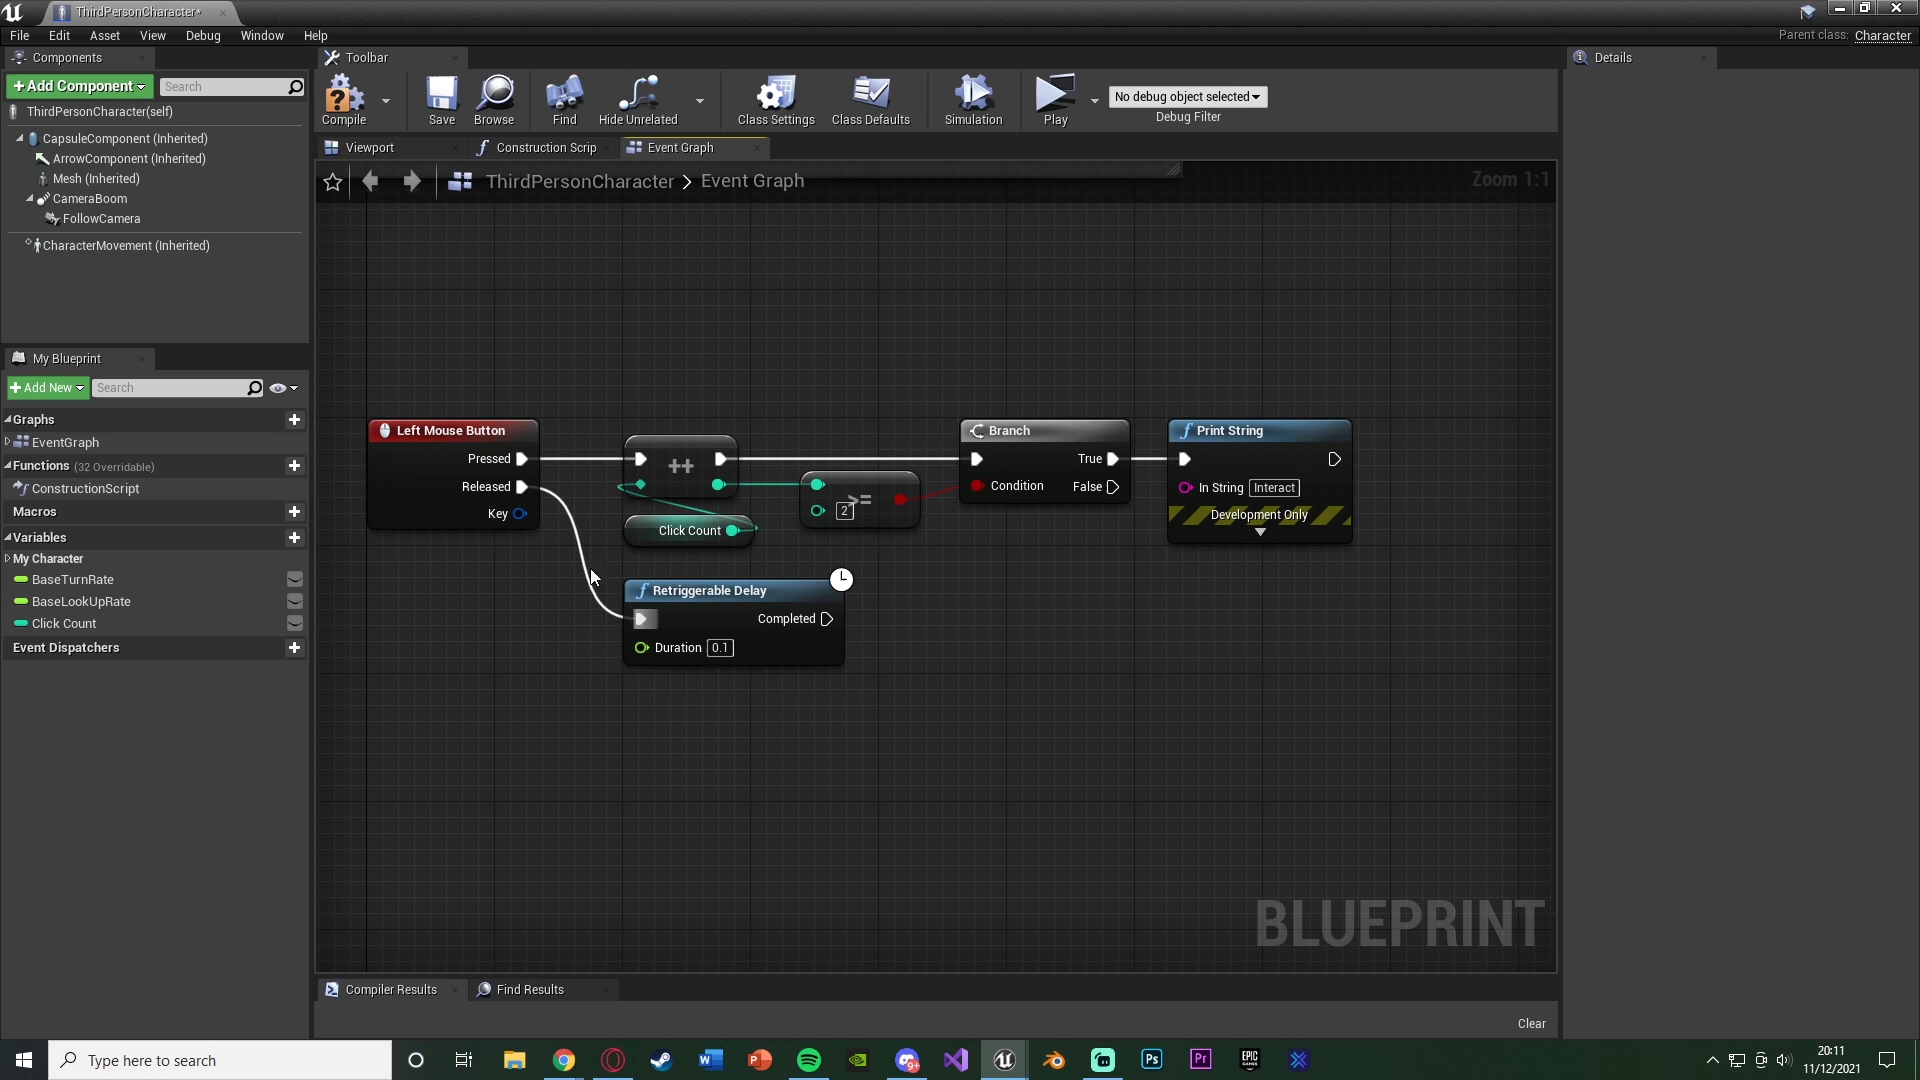 ThirdPersonCharacter*
File Edit Asset View Debug Window Help
Parent class: Character
Components
Toolbar
Details
+Add Component
Search
ThirdPersonCharacter(self)
CapsuleComponent (Inherited)
ArrowComponent (Inherited)
Mesh (Inherited)
CameraBoom
FollowCamera
CharacterMovement (Inherited)
Compile
Save
Browse
Find
Hide Unrelated
Class Settings
Class Defaults
Simulation
Play
No debug object selected
Debug Filter
Viewport
Construction Scrip
Event Graph
ThirdPersonCharacter > Event Graph
Zoom 1:1
My Blueprint
+Add New
Search
Graphs
EventGraph
Functions (32 Overridable)
ConstructionScript
Macros
Variables
My Character
BaseTurnRate
BaseLookUpRate
Click Count
Event Dispatchers
Left Mouse Button
Pressed
Released
Key
++
Click Count
>=
2
Branch
True
Condition
False
Print String
In String Interact
Development Only
Retriggerable Delay
Completed
Duration 0.1
BLUEPRINT
Compiler Results
Find Results
Clear
Type here to search
W
P
9+
Ps
Pr
EPIC GAMES
20:11
11/12/2021